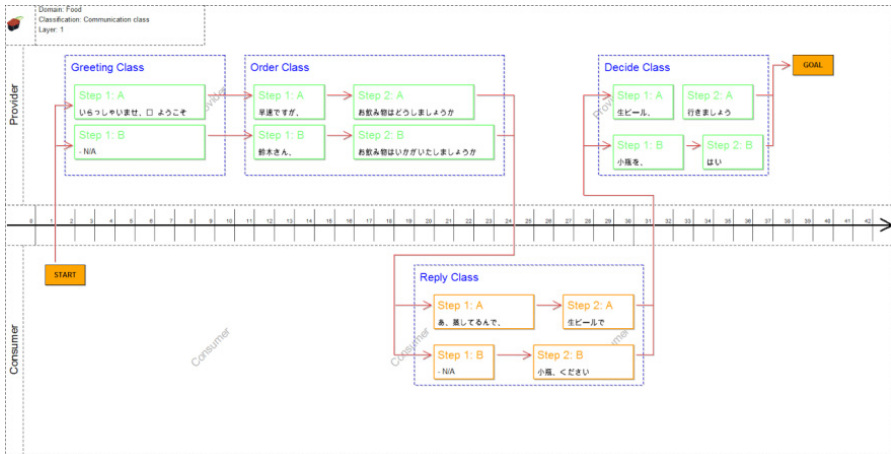 Domain: Food
Classification: Communication class
Layer: 1
Provider
Greeting Class
Step 1: A
いらっしゃいませ、□ ようこそ
Step 1: B
- N/A
Order Class
Step 1: A
早速ですが、
Step 2: A
お飲み物はどうしましょうか
Step 1: B
鈴木さん、
Step 2: B
お飲み物はいかがいたしましょうか
Decide Class
Step 1: A
生ビール、
Step 2: A
行きましょう
Step 1: B
小瓶を、
Step 2: B
はい
GOAL
Provider
Provider
0 1 2 3 4 5 6 7 8 9 10 11 12 13 14 15 16 17 18 19 20 21 22 23 24 25 26 27 28 29 30 31 32 33 34 35 36 37 38 39 40 41 42
Consumer
START
Reply Class
Step 1: A
あ、蒸してるんで、
Step 2: A
生ビールで
Step 1: B
- N/A
Step 2: B
小瓶、ください
Consumer
Consumer
Consumer